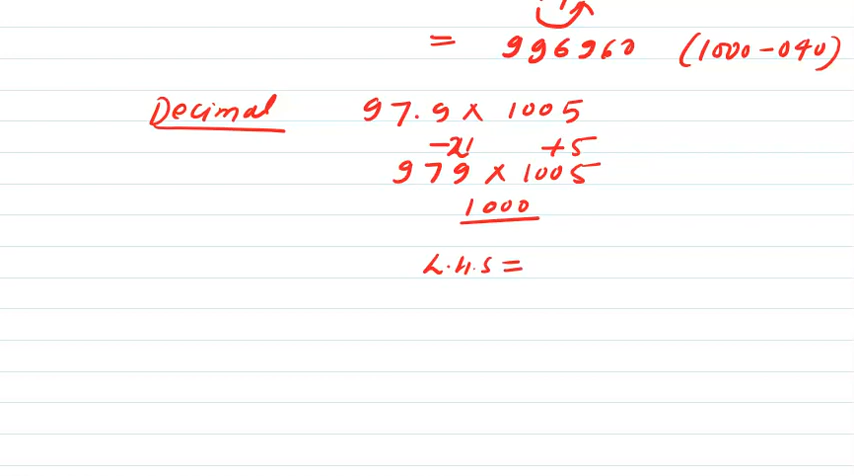 = 996960 (1000-040)
Decimal 97.9 x 1005
-21 +5
979 x 1005
1000
L.H.S =